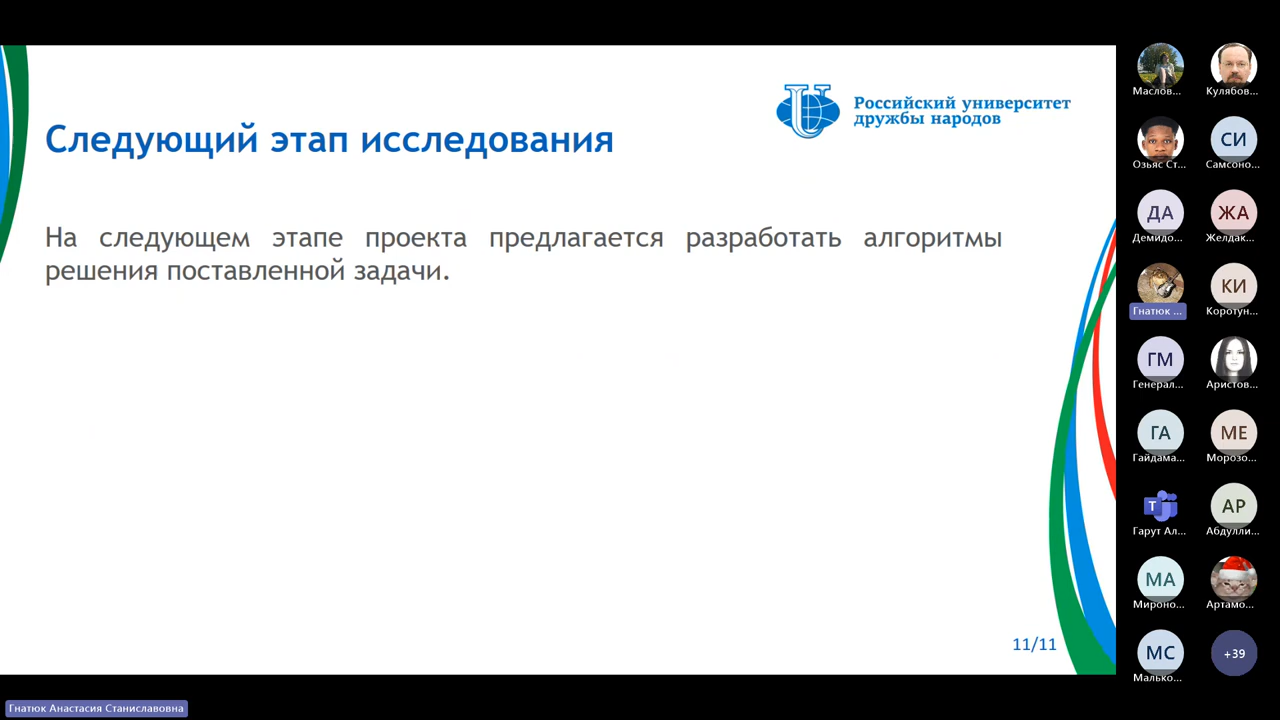 Российский университет
дружбы народов
Следующий этап исследования
На следующем этапе проекта предлагается разработать алгоритмы
решения поставленной задачи.
11/11
Маслов...
Кулябов...
Озьяс Ст...
СИ
Самсоно...
ДА
Демидо...
ЖА
Желдак...
Гнатюк ...
КИ
Коротун...
ГМ
Генерал...
Аристов...
ГА
Гайдама...
МЕ
Морозо...
T
Гарут Ал...
АР
Абдулли...
МА
Мироно...
Артамо...
МС
Малько...
+39
Гнатюк Анастасия Станиславовна